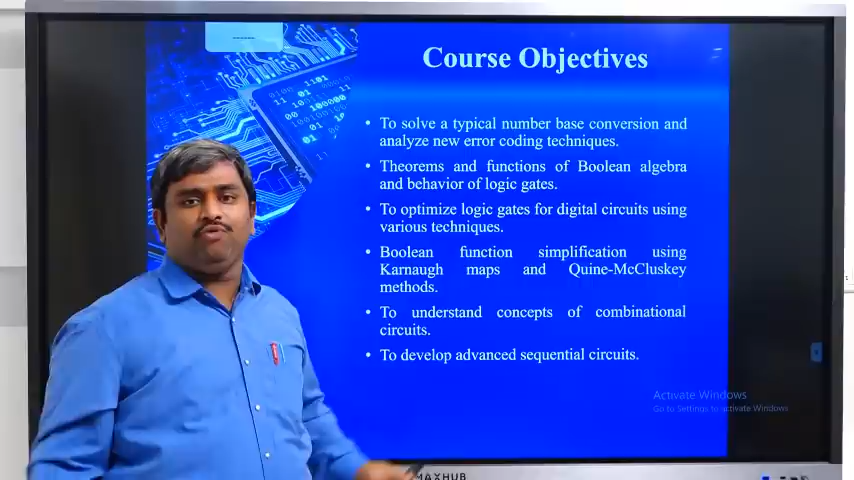 Course Objectives
• To solve a typical number base conversion and
analyze new error coding techniques.
• Theorems and functions of Boolean algebra
and behavior of logic gates.
• To optimize logic gates for digital circuits using
various techniques.
• Boolean function simplification using
Karnaugh maps and Quine-McCluskey
methods.
• To understand concepts of combinational
circuits.
• To develop advanced sequential circuits.
Activate Windows
Go to Settings to activate Windows
MAXHUB